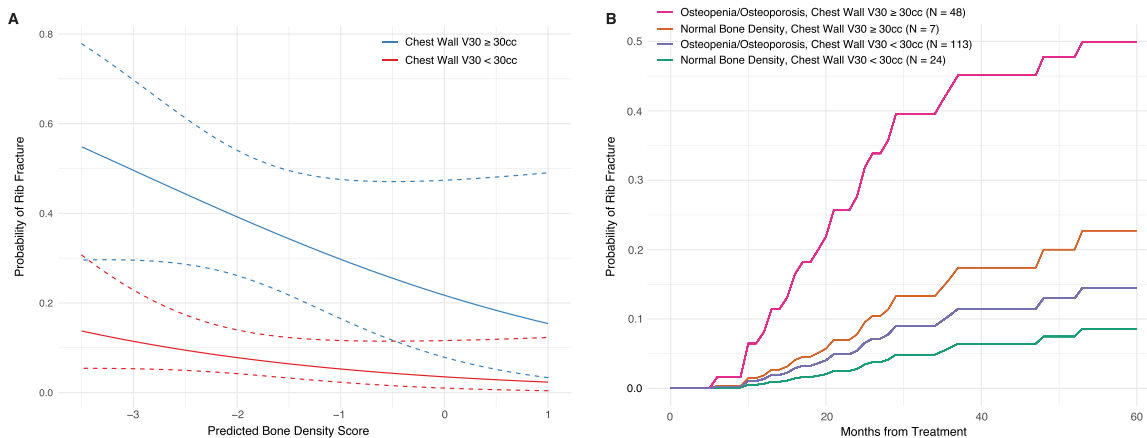 A
Chest Wall V30 ≥ 30cc
Chest Wall V30 < 30cc
0.8
0.6
0.4
0.2
0.0
Probability of Rib Fracture
−3
−2
−1
0
1
Predicted Bone Density Score
B
Osteopenia/Osteoporosis, Chest Wall V30 ≥ 30cc (N = 48)
Normal Bone Density, Chest Wall V30 ≥ 30cc (N = 7)
Osteopenia/Osteoporosis, Chest Wall V30 < 30cc (N = 113)
Normal Bone Density, Chest Wall V30 < 30cc (N = 24)
0.5
0.4
0.3
0.2
0.1
0.0
Probability of Rib Fracture
0
20
40
60
Months from Treatment